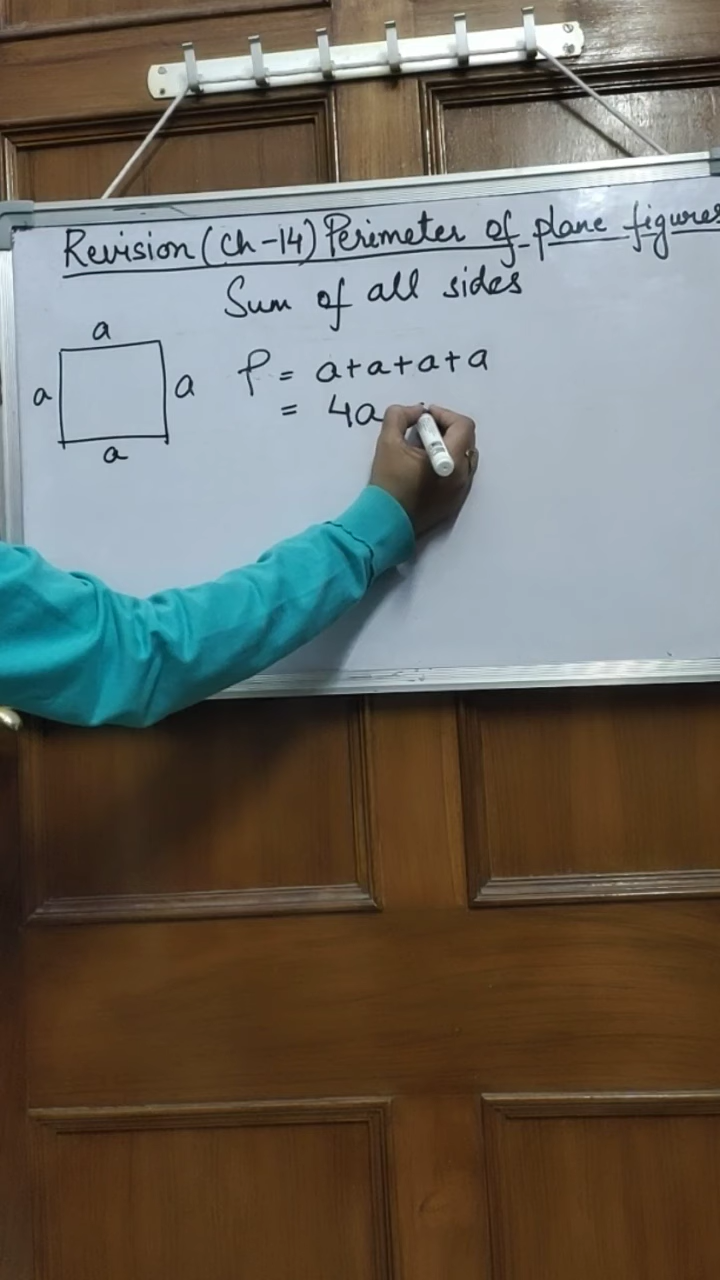 Revision (Ch-14) Perimeter of plane figures
Sum of all sides
a
a
a
a
P = a+a+a+a
= 4a